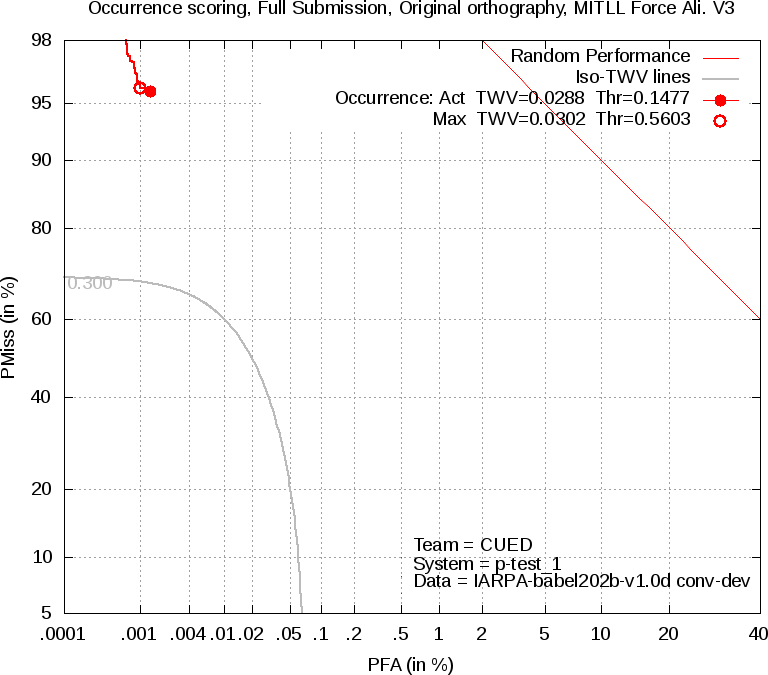 Occurrence scoring, Full Submission, Original orthography, MITLL Force Ali. V3
98
95
90
80
60
40
20
10
5
PMiss (in %)
Random Performance
Iso-TWV lines
Occurrence: Act TWV=0.0288 Thr=0.1477
Max TWV=0.0302 Thr=0.5603
0.300
Team = CUED
System = p-test_1
Data = IARPA-babel202b-v1.0d conv-dev
.0001 .001 .004 .01 .02 .05 .1 .2 .5 1 2 5 10 20 40
PFA (in %)